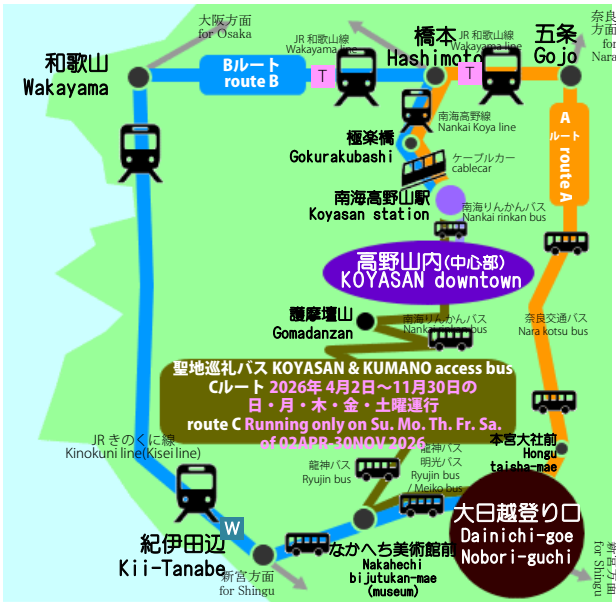 大阪方面
for Osaka
奈良
方面
for
Nara
JR 和歌山線
Wakayama line
橋本
Hashimoto
JR 和歌山線
Wakayama line
五条
Gojo
和歌山
Wakayama
Bルート
route B
T
T
南海高野線
Nankai Koya line
A
ルート
route A
極楽橋
Gokurakubashi
ケーブルカー
cablecar
南海高野山駅
Koyasan station
南海りんかんバス
Nankai rinkan bus
高野山内(中心部)
KOYASAN downtown
護摩壇山
Gomadanzan
南海りんかんバス
Nankai rinkan bus
奈良交通バス
Nara kotsu bus
聖地巡礼バス KOYASAN & KUMANO access bus
Cルート 2026年 4月2日～11月30日の
日・月・木・金・土曜運行
route C Running only on Su. Mo. Th. Fr. Sa.
of 02APR-30NOV 2026
JR きのくに線
Kinokuni line(Kisei line)
龍神バス
Ryujin bus
龍神バス
明光バス
Ryujin bus
/ Meiko bus
本宮大社前
Hongu
taisha-mae
大日越登り口
Dainichi-goe
Nobori-guchi
W
紀伊田辺
Kii-Tanabe
新宮方面
for Shingu
なかへち美術館前
Nakahechi
bijutukan-mae
(museum)
新宮方面
for Shingu